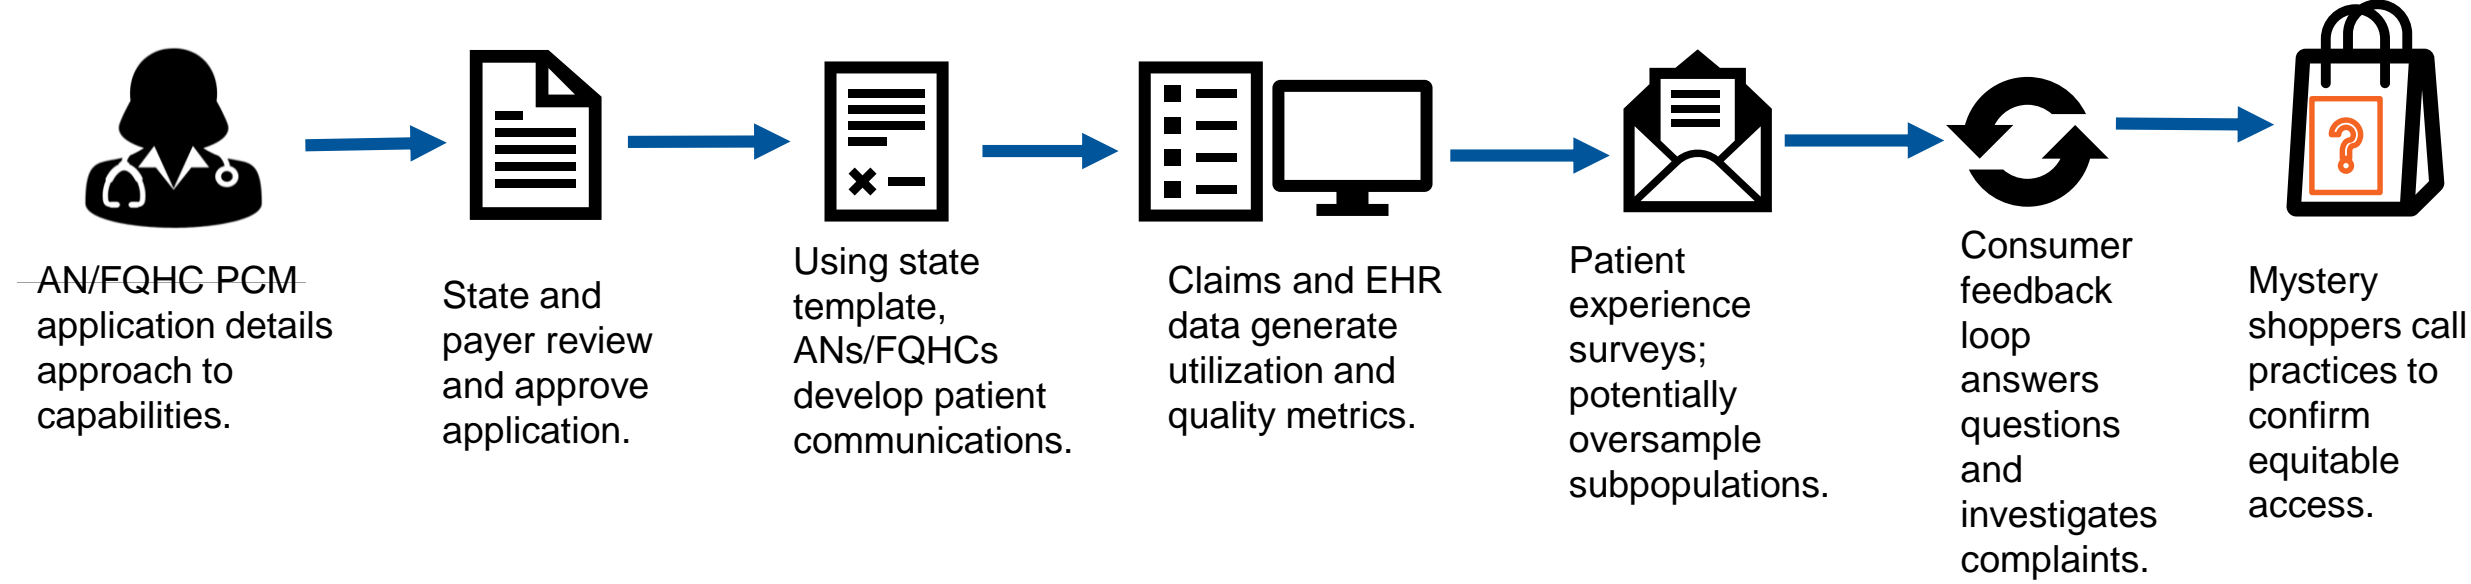 AN/FQHC PCM
application details
approach to
capabilities.
State and
payer review
and approve
application.
Using state
template,
ANs/FQHCs
develop patient
communications.
Claims and EHR
data generate
utilization and
quality metrics.
Patient
experience
surveys;
potentially
oversample
subpopulations.
Consumer
feedback
loop
answers
questions
and
investigates
complaints.
?
Mystery
shoppers call
practices to
confirm
equitable
access.